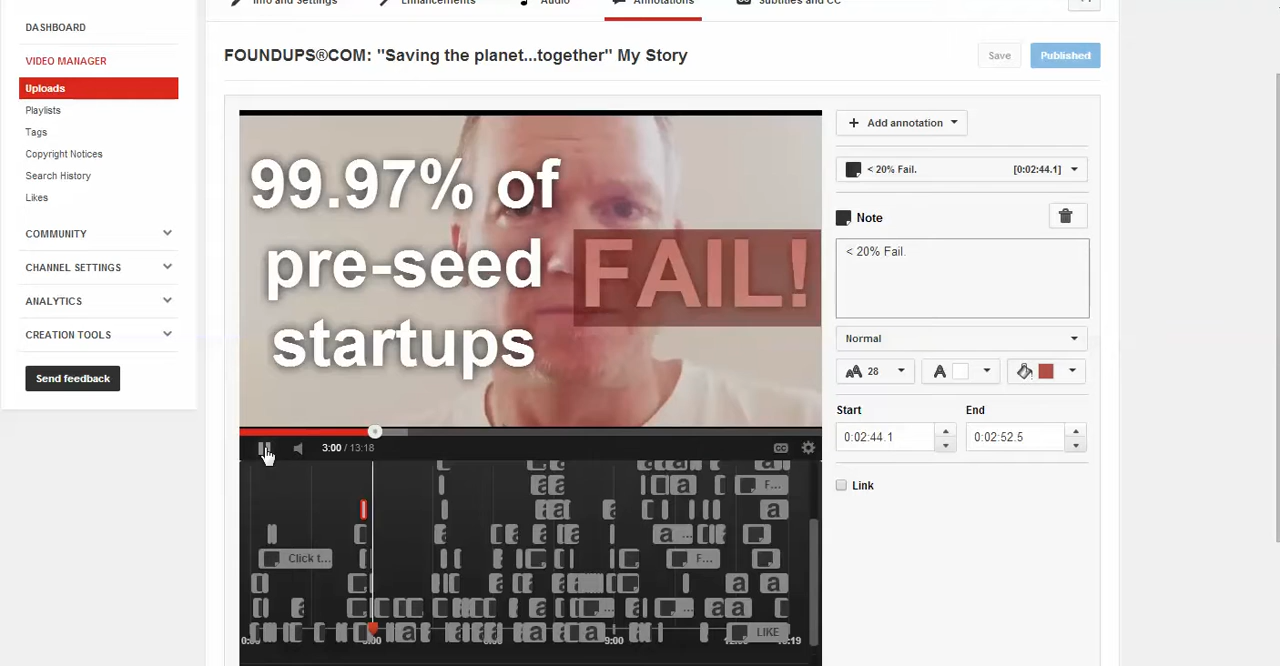 Info and Settings
Enhancements
Audio
Annotations
Subtitles and CC
DASHBOARD
VIDEO MANAGER
Uploads
Playlists
Tags
Copyright Notices
Search History
Likes
COMMUNITY
CHANNEL SETTINGS
ANALYTICS
CREATION TOOLS
Send feedback
FOUNDUPS®COM: "Saving the planet...together" My Story
Save
Published
99.97% of
pre-seed
startups
FAIL!
3:00 / 13:18
CC
+ Add annotation
< 20% Fail. [0:02:44.1]
Note
< 20% Fail.
Normal
28
A
Start
End
0:02:44.1
0:02:52.5
Link
F...
Click t...
F...
LIKE
9:00